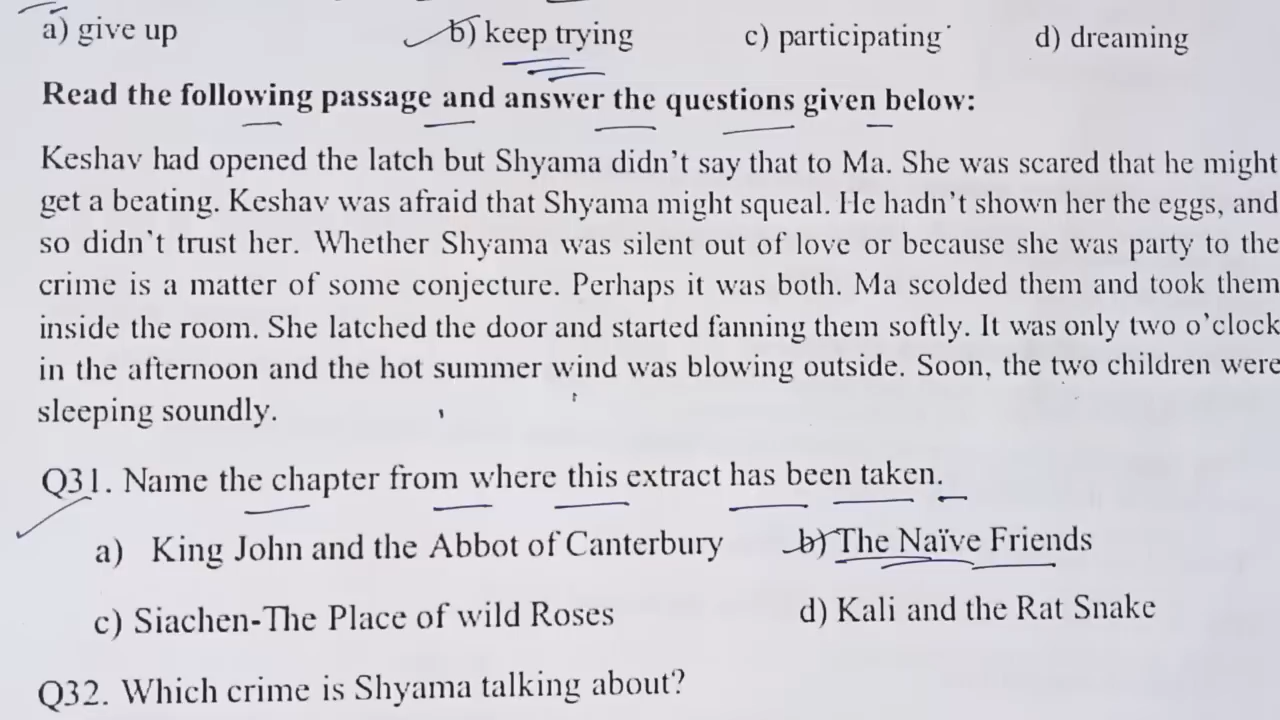 a) give up b) keep trying c) participating d) dreaming
Read the following passage and answer the questions given below:
Keshav had opened the latch but Shyama didn't say that to Ma. She was scared that he might
get a beating. Keshav was afraid that Shyama might squeal. He hadn't shown her the eggs, and
so didn't trust her. Whether Shyama was silent out of love or because she was party to the
crime is a matter of some conjecture. Perhaps it was both. Ma scolded them and took them
inside the room. She latched the door and started fanning them softly. It was only two o'clock
in the afternoon and the hot summer wind was blowing outside. Soon, the two children were
sleeping soundly.
Q31. Name the chapter from where this extract has been taken.
a) King John and the Abbot of Canterbury b) The Naïve Friends
c) Siachen-The Place of wild Roses d) Kali and the Rat Snake
Q32. Which crime is Shyama talking about?